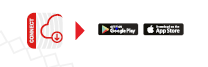 CONNECT
GET IT ON
Google Play
Download on the
App Store